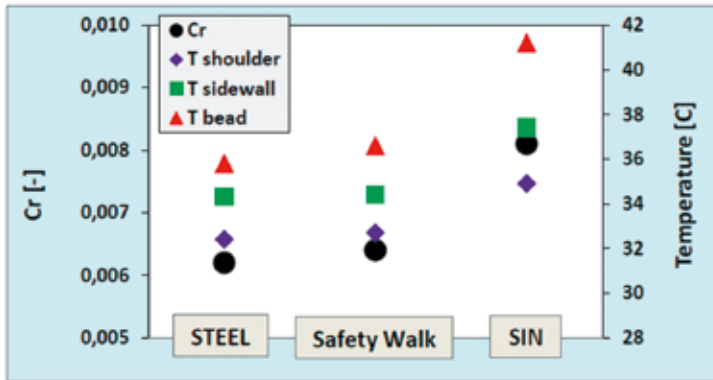 0,010
0,009
0,008
0,007
0,006
0,005
Cr [-]
Cr
T shoulder
T sidewall
T bead
STEEL
Safety Walk
SIN
42
40
38
36
34
32
30
28
Temperature [C]